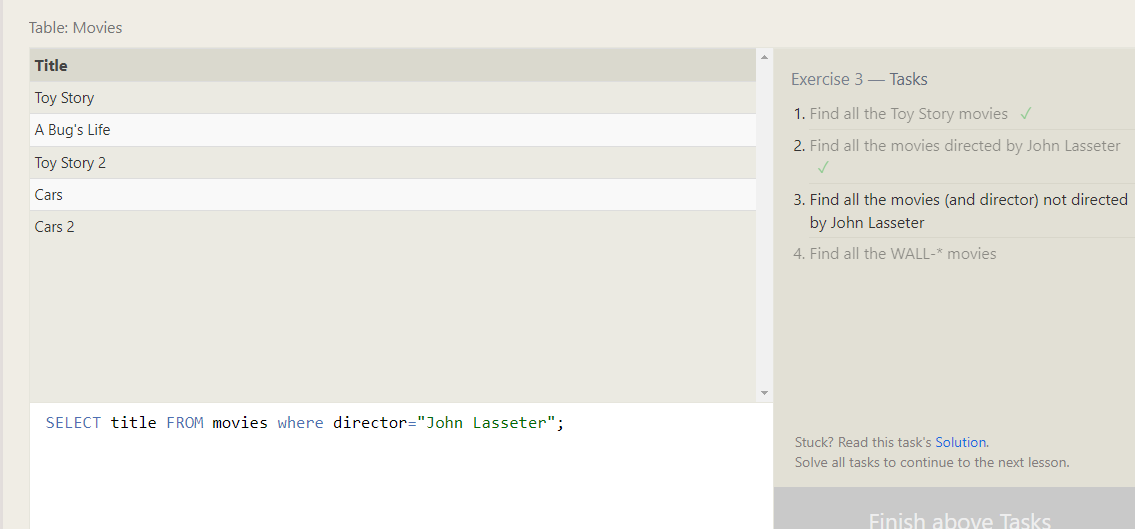 Table: Movies
Title
Toy Story
A Bug's Life
Toy Story 2
Cars
Cars 2
SELECT title FROM movies where director="John Lasseter";
Exercise 3 — Tasks
1. Find all the Toy Story movies ✓
2. Find all the movies directed by John Lasseter
✓
3. Find all the movies (and director) not directed
by John Lasseter
4. Find all the WALL-* movies
Stuck? Read this task's Solution.
Solve all tasks to continue to the next lesson.
Finish above Tasks